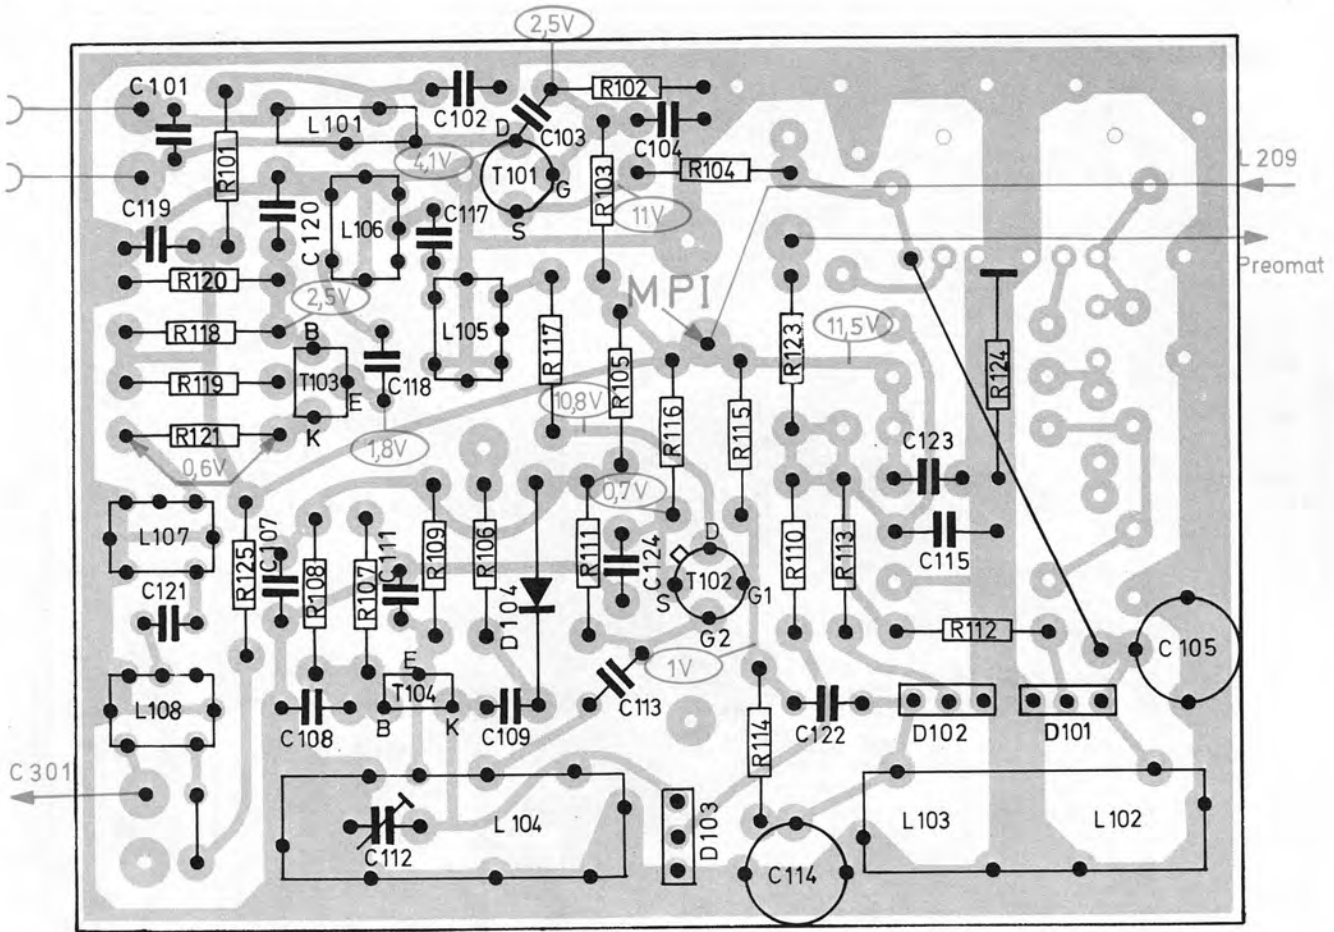 2,5V
C101
C102
R102
L101
D
C103
C104
4,1V
T101
G
S
R101
R103
R104
L209
C119
C120
L106
C117
11V
Preomat
R120
2,5V
MPI
R118
B
L105
R117
R123
11,5V
R124
T103
C118
R105
R119
E
10,8V
R116
R115
K
R121
1,8V
0,6V
C123
0,7V
L107
R125
C107
R108
R107
C111
R109
R106
D104
R111
C124
D
T102
S
G1
G2
R110
R113
C115
C121
R112
C105
1V
E
T104
B
K
L108
C108
C109
C113
R114
C122
D102
D101
C301
L104
C112
D103
C114
L103
L102